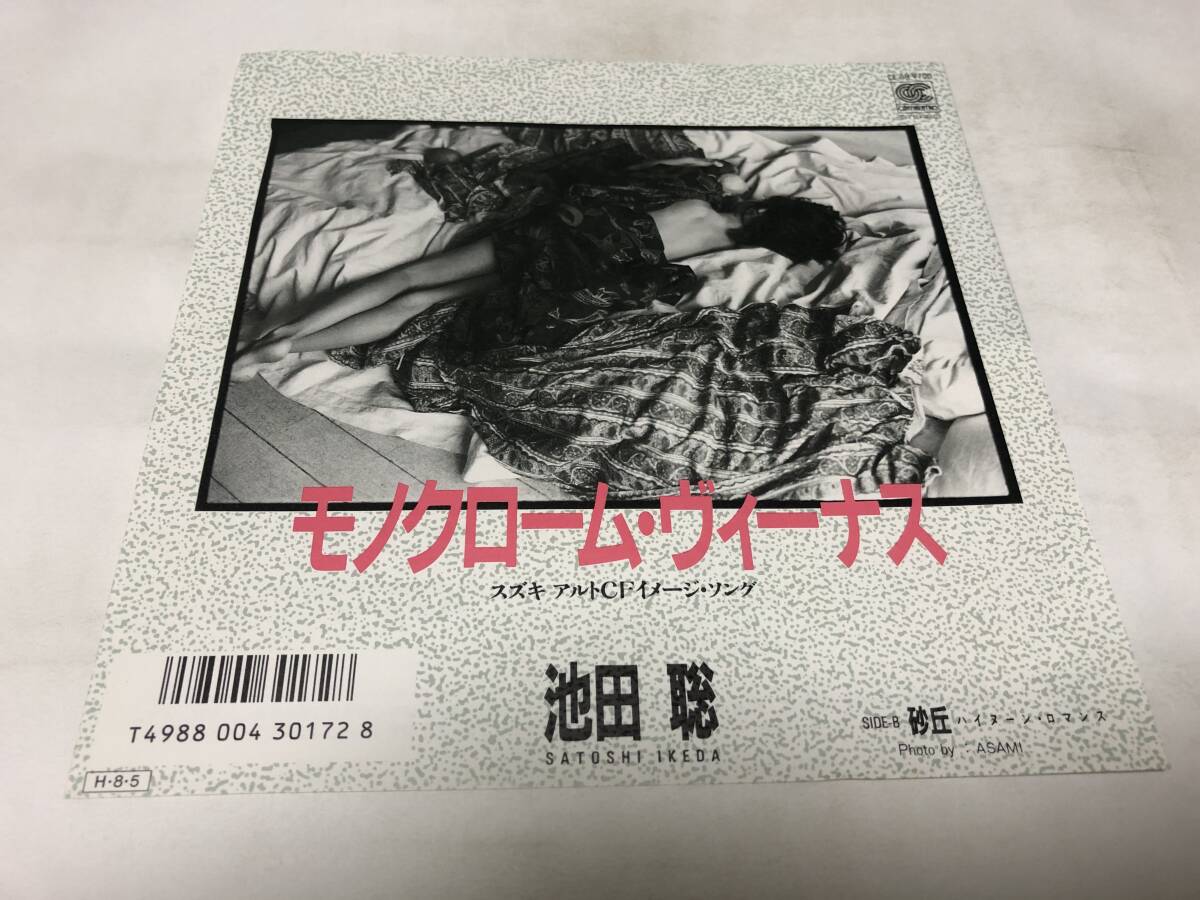 モノクローム・ヴィーナス
スズキ アルトCFイメージ・ソング
池田 聡
SATOSHI IKEDA
SIDE-B 砂丘 ハイヌーン・ロマンス
Photo by : ASAMI
T4988 004 30172 8
H・8・5